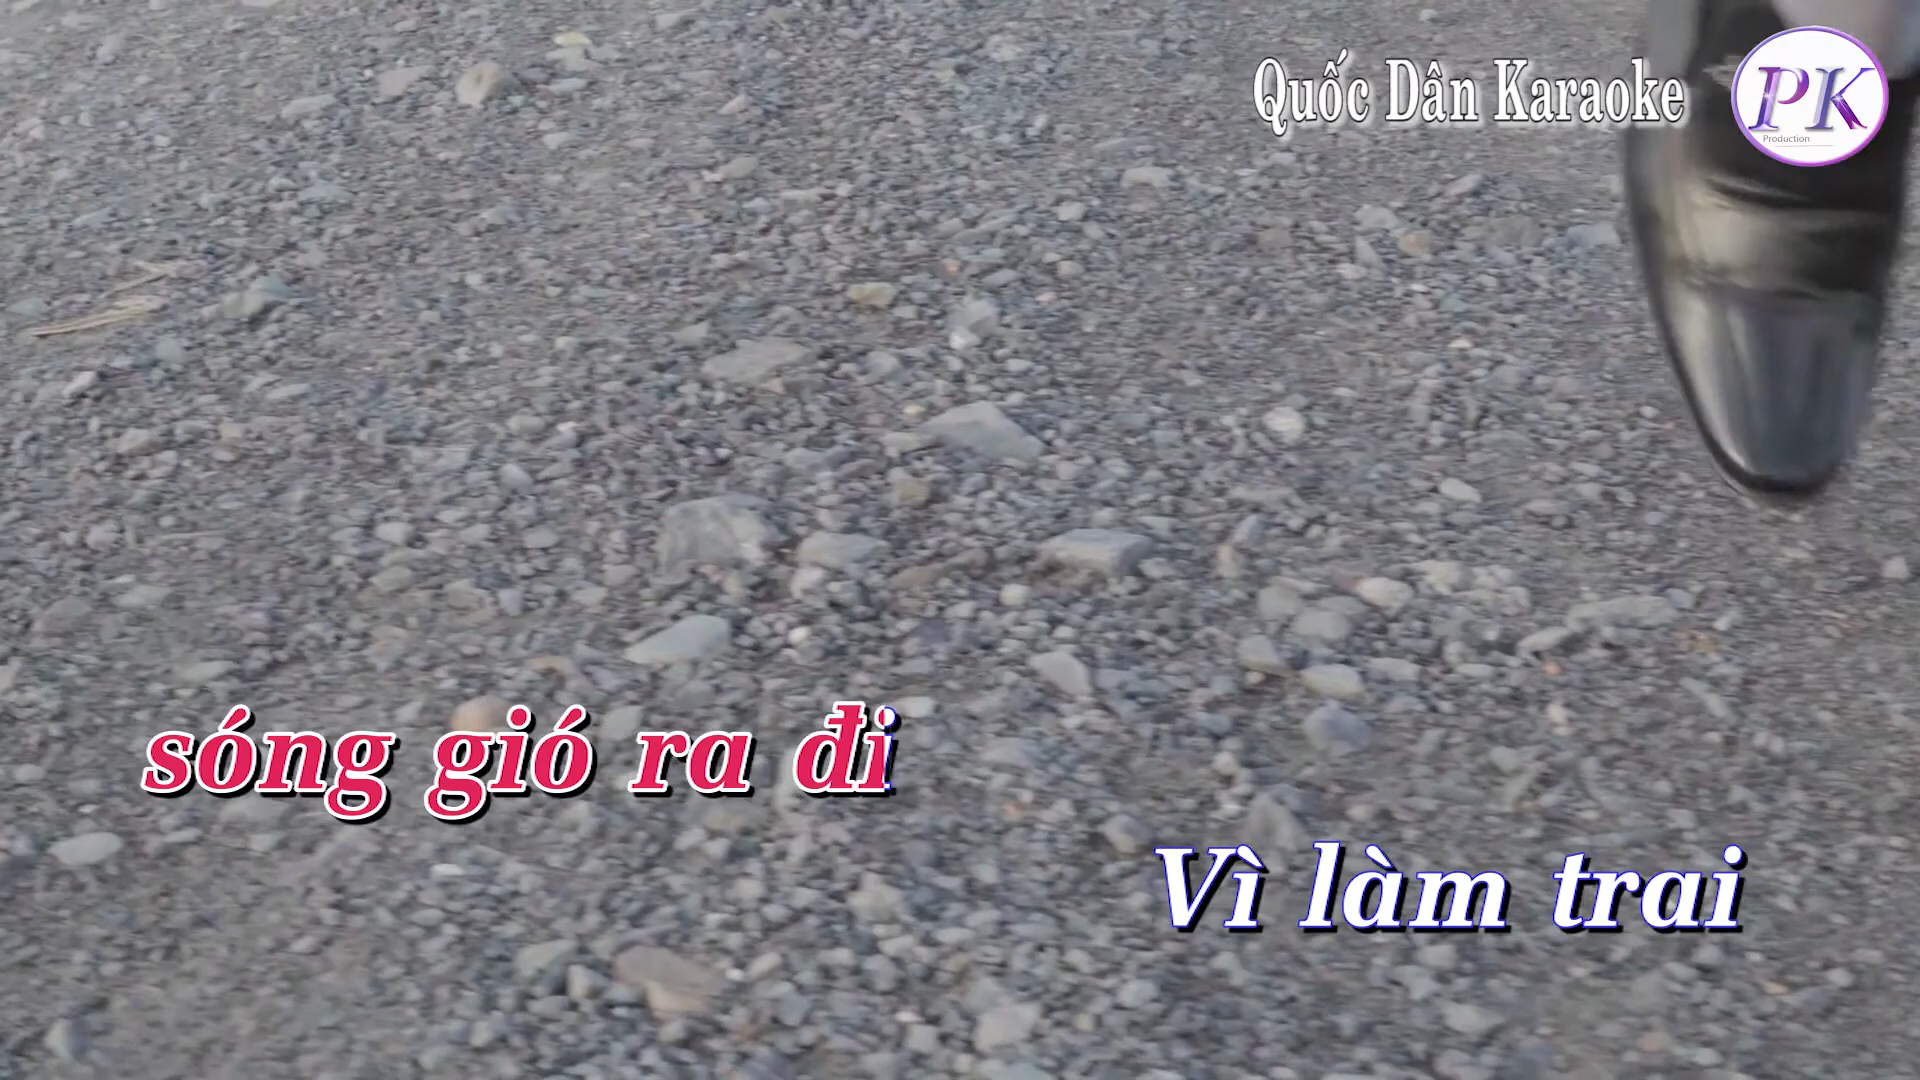 Quốc Dân Karaoke
PK
Production
sóng gió ra đi
Vì làm trai